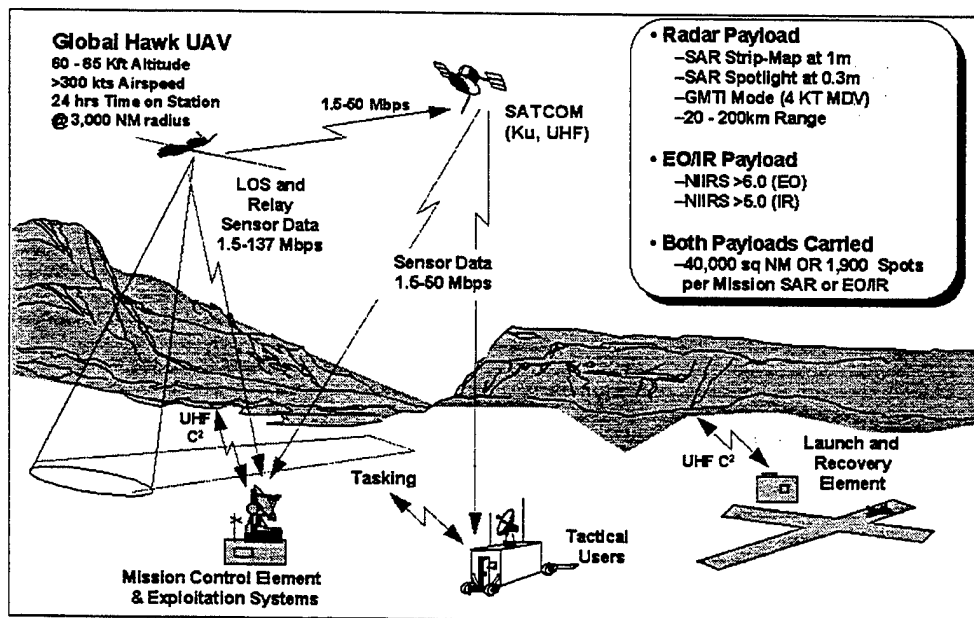 Global Hawk UAV
60 - 65 Kft Altitude
>300 kts Airspeed
24 hrs Time on Station
@ 3,000 NM radius
1.5-50 Mbps
SATCOM
(Ku, UHF)
• Radar Payload
–SAR Strip-Map at 1m
–SAR Spotlight at 0.3m
–GMTI Mode (4 KT MDV)
–20 - 200km Range
• EO/IR Payload
–NIIRS >6.0 (EO)
–NIIRS >5.0 (IR)
• Both Payloads Carried
–40,000 sq NM OR 1,900 Spots
per Mission SAR or EO/IR
LOS and
Relay
Sensor Data
1.5-137 Mbps
Sensor Data
1.5-50 Mbps
UHF
C²
Tasking
UHF C²
Launch and
Recovery
Element
Tactical
Users
Mission Control Element
& Exploitation Systems